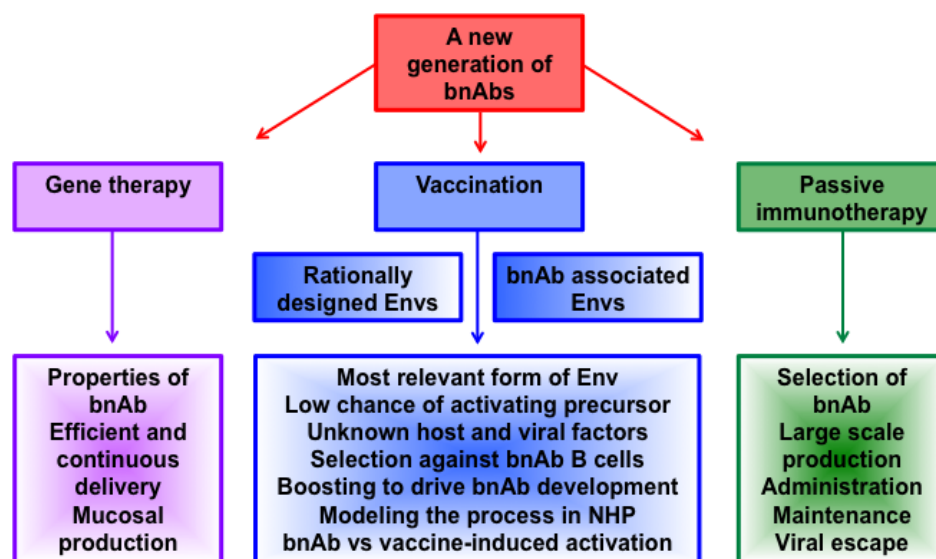 A new
generation of
bnAbs
Gene therapy
Vaccination
Passive
immunotherapy
Rationally
designed Envs
bnAb associated
Envs
Properties of
bnAb
Efficient and
continuous
delivery
Mucosal
production
Most relevant form of Env
Low chance of activating precursor
Unknown host and viral factors
Selection against bnAb B cells
Boosting to drive bnAb development
Modeling the process in NHP
bnAb vs vaccine-induced activation
Selection of
bnAb
Large scale
production
Administration
Maintenance
Viral escape